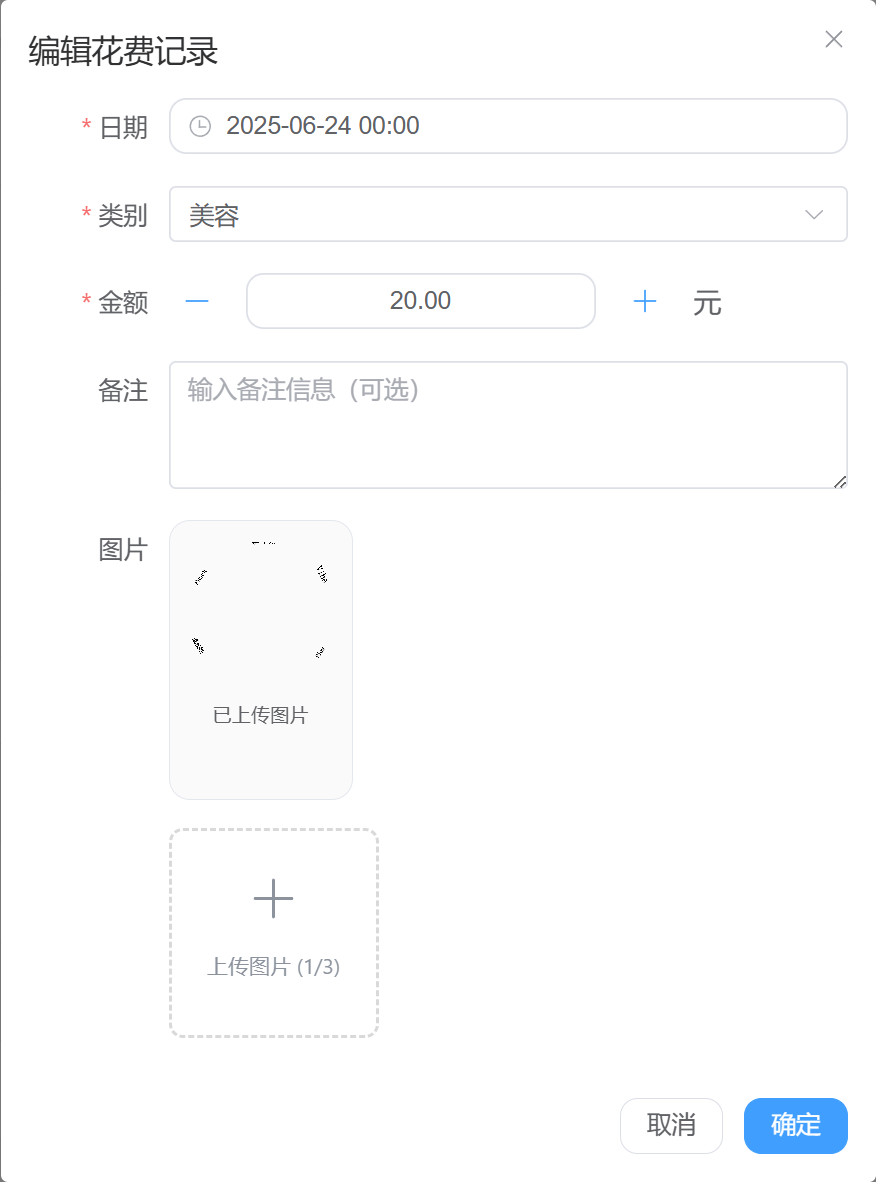 编辑花费记录
* 日期 2025-06-24 00:00
* 类别 美容
* 金额 20.00 元
备注 输入备注信息（可选）
图片
已上传图片
上传图片 (1/3)
取消 确定